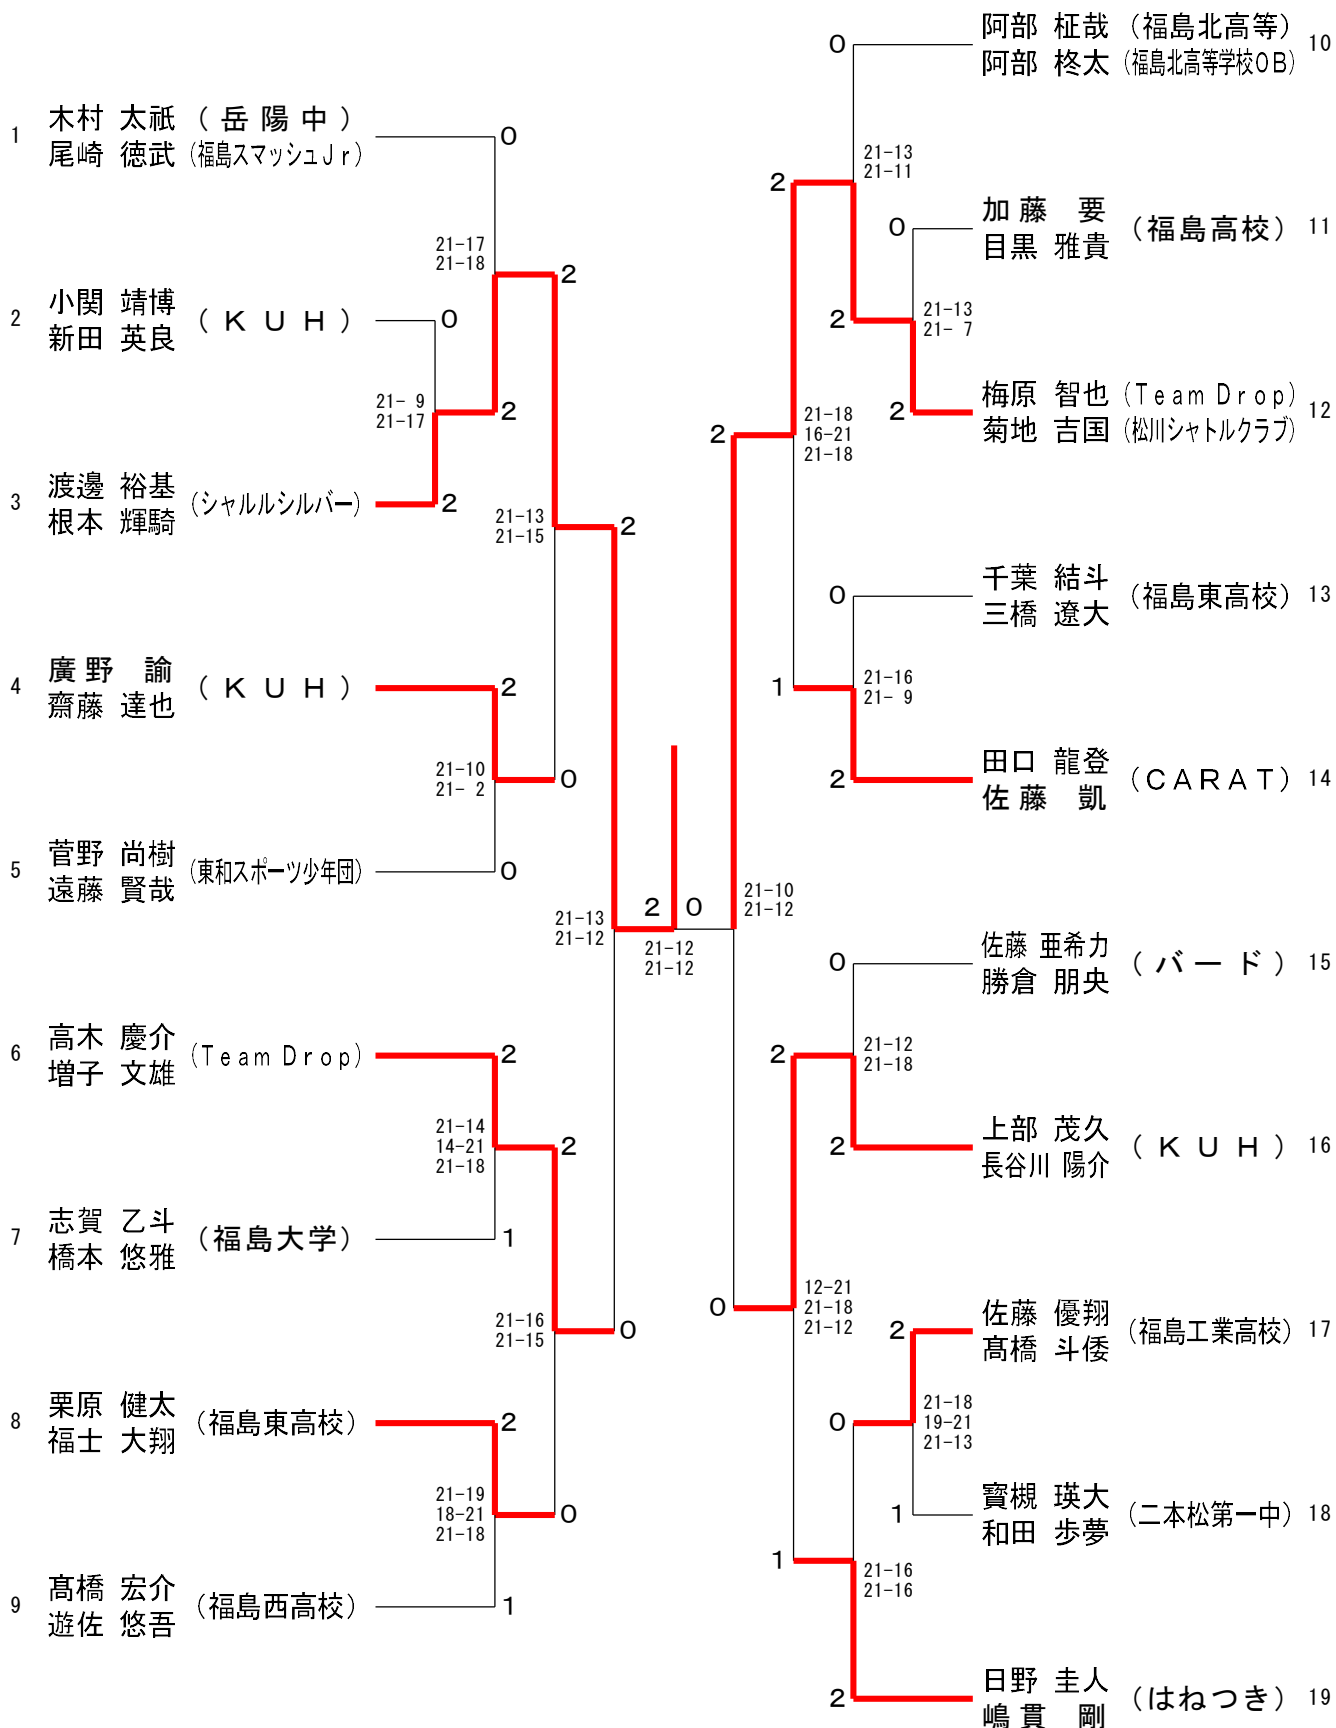 1
木村 太祇 (岳陽中)
尾崎 徳武 (福島スマッシュJr)
0
21-17
21-18
2
2
小関 靖博
新田 英良
(KUH)
0
21- 9
21-17
2
3
渡邊 裕基
根本 輝騎
(シャルルシルバー)
2
21-13
21-15
2
4
廣野 諭
齋藤 達也
(KUH)
2
21-10
21- 2
0
5
菅野 尚樹
遠藤 賢哉
(東和スポーツ少年団)
0
21-13
21-12
2 0
21-12
21-12
6
高木 慶介
増子 文雄
(Team Drop)
2
21-14
14-21
21-18
2
7
志賀 乙斗
橋本 悠雅
(福島大学)
1
21-16
21-15
0
8
栗原 健太
福士 大翔
(福島東高校)
2
21-19
18-21
21-18
0
9
髙橋 宏介
遊佐 悠吾
(福島西高校)
1
0
阿部 柾哉 (福島北高等)
阿部 柊太 (福島北高等学校OB)
10
2
21-13
21-11
0
加藤 要
目黒 雅貴
(福島高校)
11
2
21-13
21- 7
2
梅原 智也 (Team Drop)
菊地 吉国 (松川シャトルクラブ)
12
2
21-18
16-21
21-18
0
千葉 結斗
三橋 遼大
(福島東高校)
13
1
21-16
21- 9
2
田口 龍登
佐藤 凱
(CARAT)
14
21-10
21-12
0
佐藤 亜希力
勝倉 朋央
(バード)
15
2
21-12
21-18
2
上部 茂久
長谷川 陽介
(KUH)
16
0
12-21
21-18
21-12
2
佐藤 優翔
髙橋 斗倭
(福島工業高校)
17
0
21-18
19-21
21-13
1
寳槻 瑛大
和田 歩夢
(二本松第一中)
18
1
21-16
21-16
2
日野 圭人
嶋貫 剛
(はねつき)
19